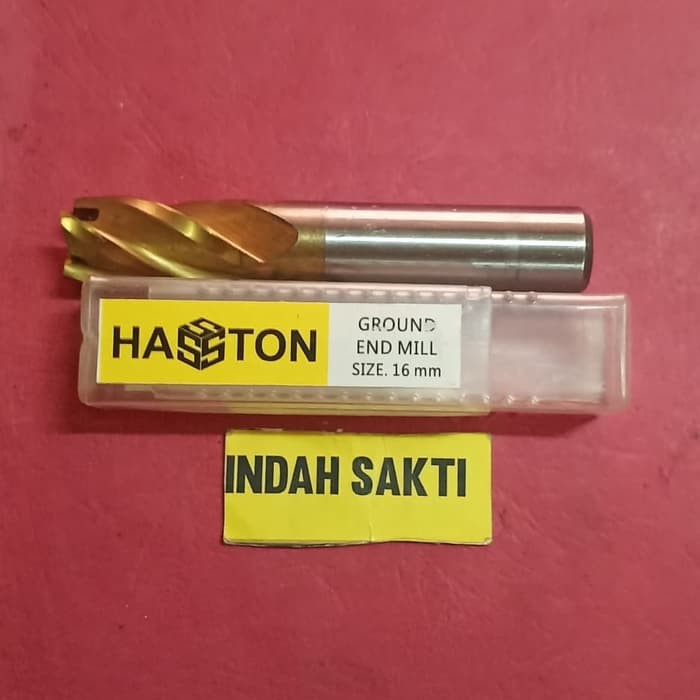 HASSTON
GROUND
END MILL
SIZE. 16 mm
INDAH SAKTI